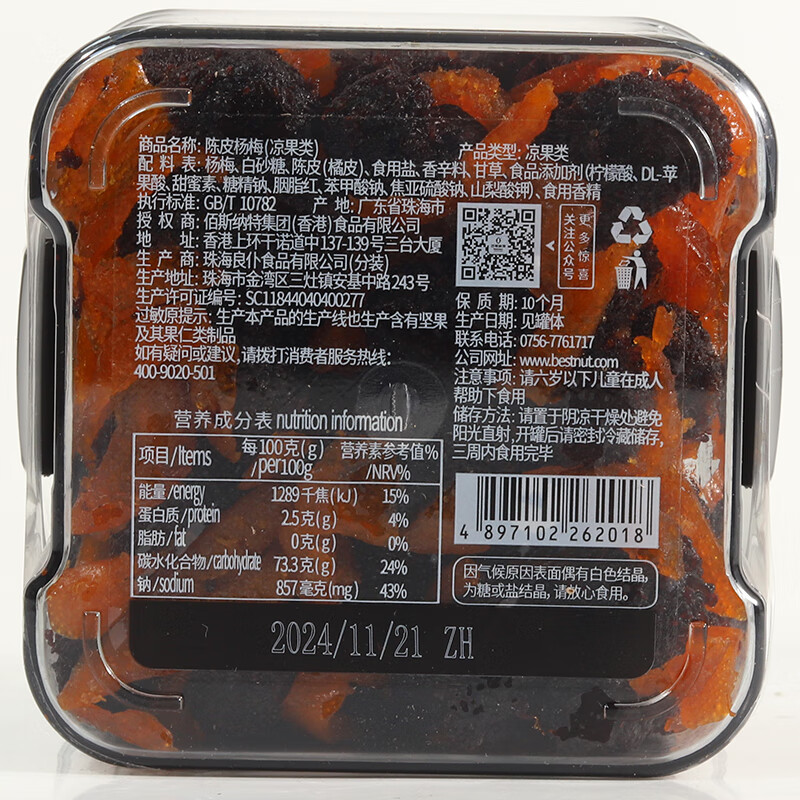 商品名称: 陈皮杨梅(凉果类)
产品类型: 凉果类
配料表: 杨梅、白砂糖、陈皮(橘皮)、食用盐、香辛料、甘草、食品添加剂(柠檬酸、DL-苹
果酸、甜蜜素、糖精钠、胭脂红、苯甲酸钠、焦亚硫酸钠、山梨酸钾)、食用香精
执行标准: GB/T 10782 产地: 广东省珠海市
授权商: 佰斯纳特集团(香港)食品有限公司
地址: 香港上环干诺道中137-139号三台大厦
生产商: 珠海良仆食品有限公司(分装)
生产地址: 珠海市金湾区三灶镇安基中路243号
生产许可证编号: SC11844040400277
过敏原提示: 生产本产品的生产线也生产含有坚果
及其果仁类制品
如有疑问或建议, 请拨打消费者服务热线:
400-9020-501
更多惊喜
关注公众号
保质期: 10个月
生产日期: 见罐体
联系电话: 0756-7761717
公司网址: www.bestnut.com
注意事项: 请六岁以下儿童在成人
帮助下食用
储存方法: 请置于阴凉干燥处避免
阳光直射, 开罐后请密封冷藏储存,
三周内食用完毕
营养成分表 nutrition information
项目/Items 每100克(g)/per100g 营养素参考值%/NRV%
能量/energy 1289千焦(kJ) 15%
蛋白质/protein 2.5克(g) 4%
脂肪/fat 0克(g) 0%
碳水化合物/carbohydrate 73.3克(g) 24%
钠/sodium 857毫克(mg) 43%
4 897102 262018
因气候原因表面偶有白色结晶,
为糖或盐结晶, 请放心食用。
2024/11/21 ZH